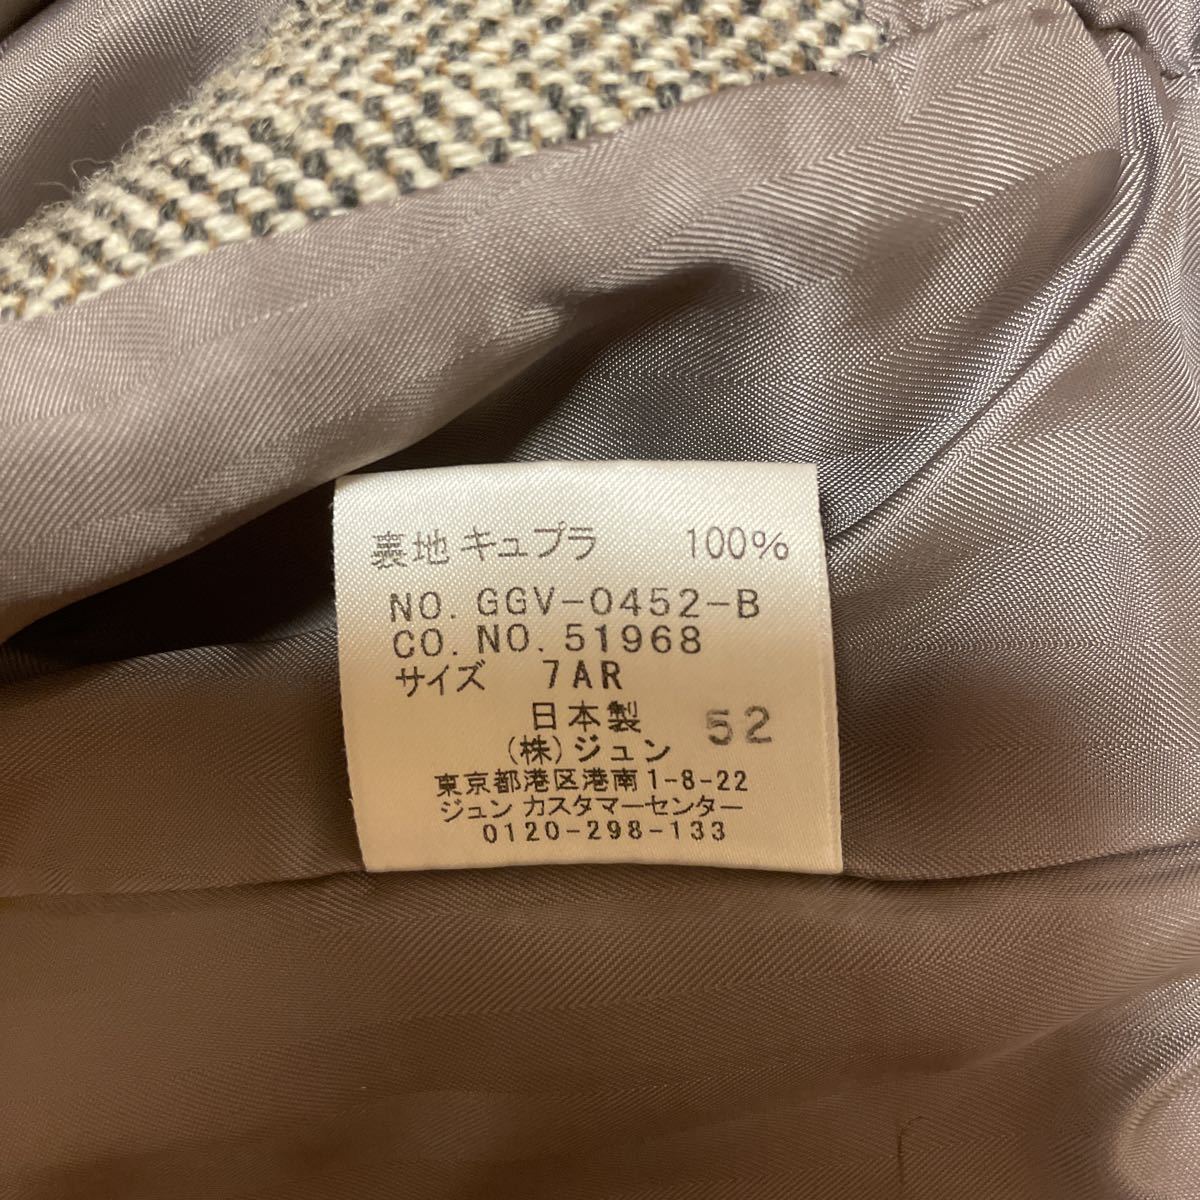 裏地 キュプラ 100%
NO. GGV-0452-B
CO. NO. 51968
サイズ 7AR
日本製 52
(株)ジュン
東京都港区港南1-8-22
ジュン カスタマーセンター
0120-298-133